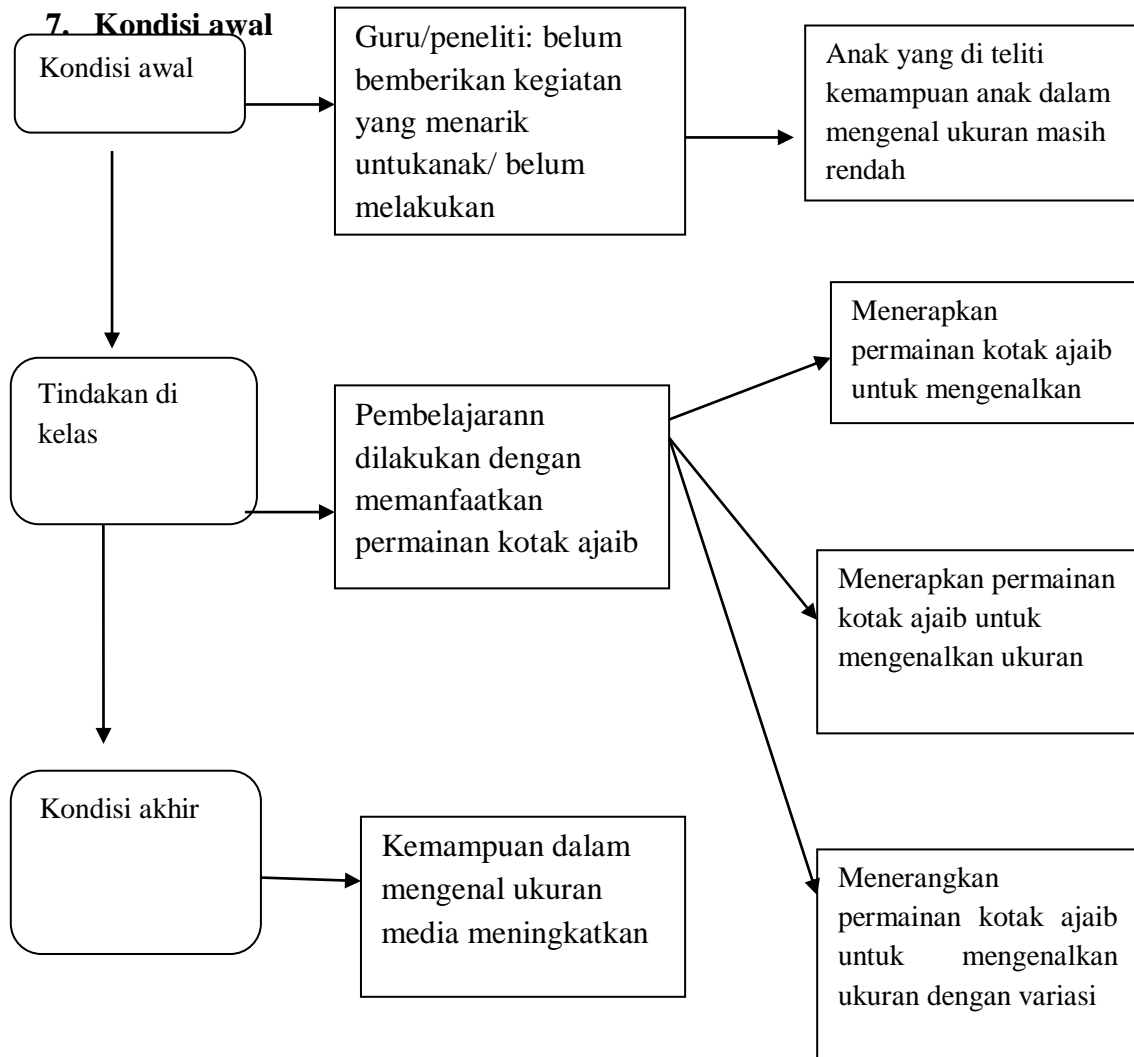 7. Kondisi awal
Kondisi awal
Guru/peneliti: belum
bemberikan kegiatan
yang menarik
untukanak/ belum
melakukan
Anak yang di teliti
kemampuan anak dalam
mengenal ukuran masih
rendah
Tindakan di
kelas
Pembelajarann
dilakukan dengan
memanfaatkan
permainan kotak ajaib
Menerapkan
permainan kotak ajaib
untuk mengenalkan
Menerapkan permainan
kotak ajaib untuk
mengenalkan ukuran
Menerangkan
permainan kotak ajaib
untuk mengenalkan
ukuran dengan variasi
Kondisi akhir
Kemampuan dalam
mengenal ukuran
media meningkatkan